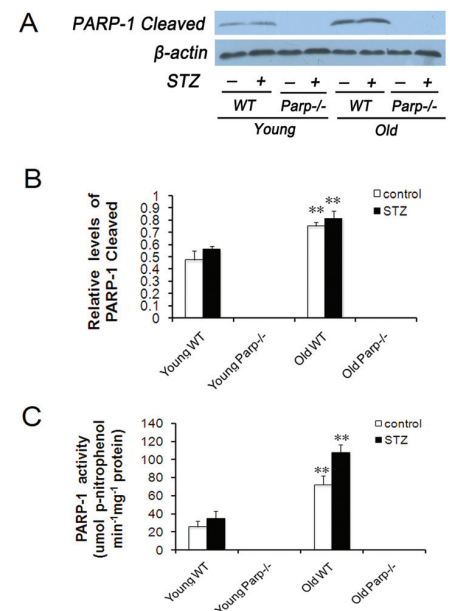 A
PARP-1 Cleaved
β-actin
STZ − + − + − + − +
WT Parp-/- WT Parp-/-
Young Old
B
Relative levels of
PARP-1 Cleaved
1
0.9
0.8
0.7
0.6
0.5
0.4
0.3
0.2
0.1
0
** **
control
STZ
Young WT Young Parp-/- Old WT Old Parp-/-
C
PARP-1 activity
(umol p-nitrophenol
min⁻¹mg⁻¹ protein)
140
120
100
80
60
40
20
0
** **
control
STZ
Young WT Young Parp-/- Old WT Old Parp-/-